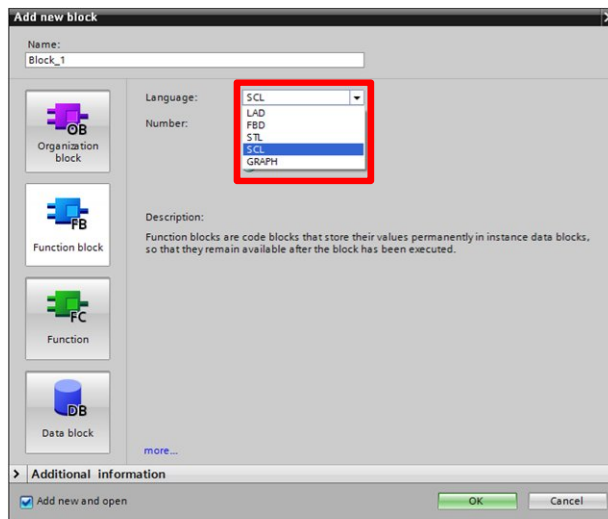 Add new block
Name:
Block_1
OB
Organization
block
FB
Function block
FC
Function
DB
Data block
Language:
SCL
LAD
FBD
STL
SCL
GRAPH
Number:
Description:
Function blocks are code blocks that store their values permanently in instance data blocks,
so that they remain available after the block has been executed.
more...
Additional information
Add new and open
OK
Cancel